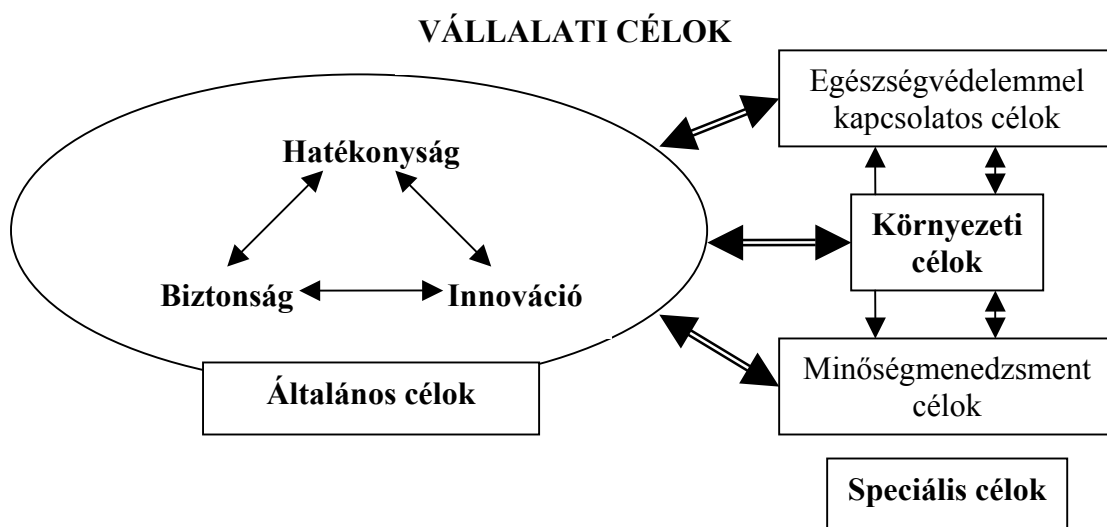 VÁLLALATI CÉLOK
Egészségvédelemmel
kapcsolatos célok
Hatékonyság
Környezeti
célok
Biztonság
Innováció
Minőségmenedzsment
célok
Általános célok
Speciális célok